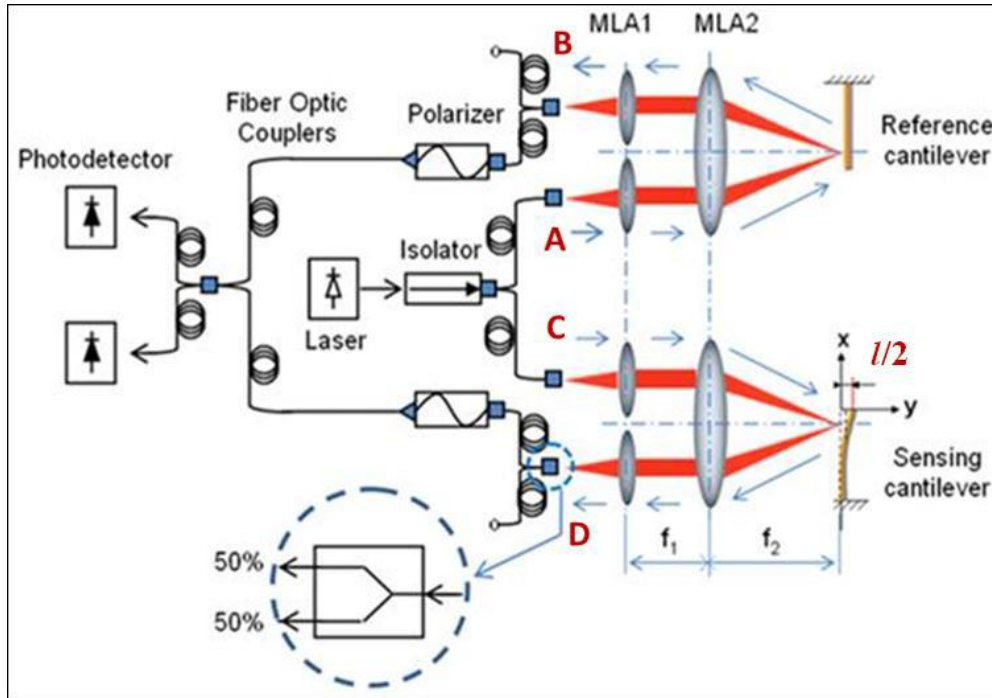 MLA1
MLA2
B
Fiber Optic
Couplers
Polarizer
Photodetector
Reference
cantilever
A
Isolator
Laser
C
x
l/2
y
Sensing
cantilever
D
f1
f2
50%
50%